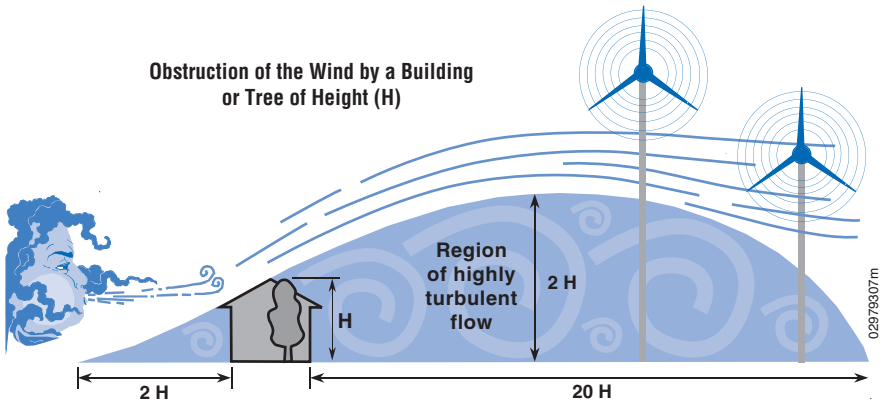 Obstruction of the Wind by a Building
or Tree of Height (H)
Region
of highly
turbulent
flow
2 H
H
2 H
20 H
02979307m